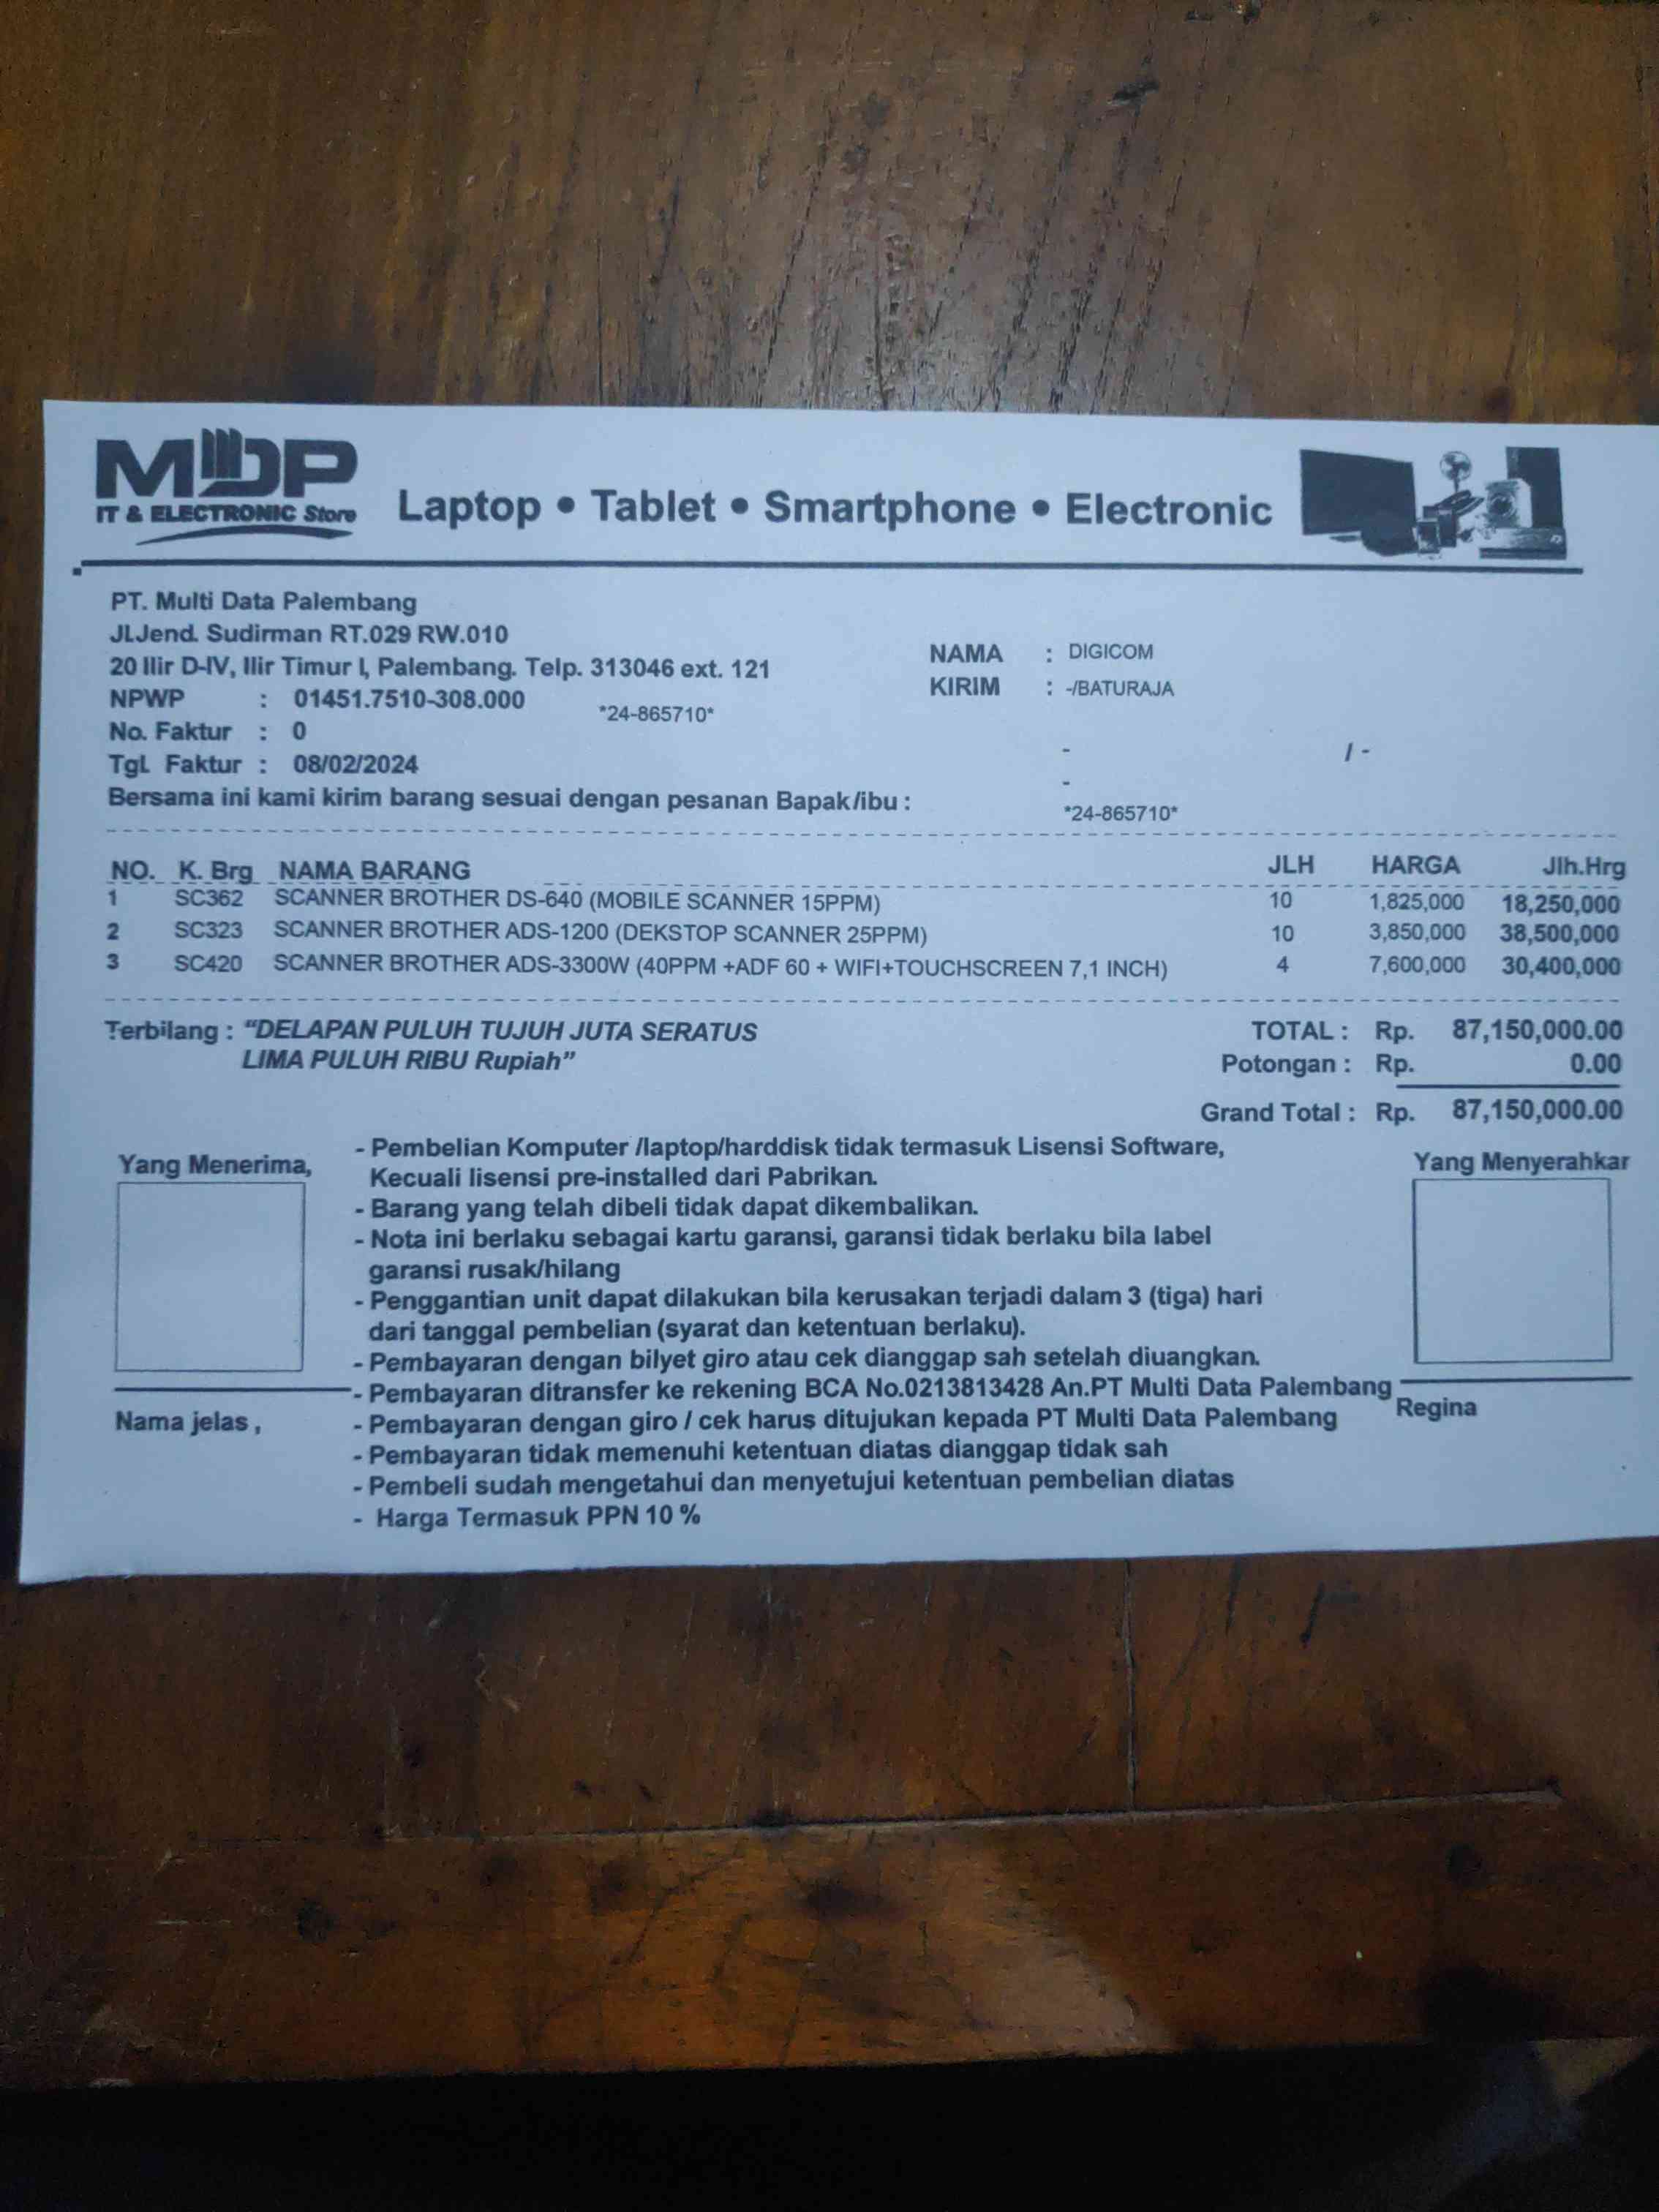 MDP
IT & ELECTRONIC Store
Laptop • Tablet • Smartphone • Electronic
PT. Multi Data Palembang
Jl.Jend. Sudirman RT.029 RW.010
20 Ilir D-IV, Ilir Timur I, Palembang. Telp. 313046 ext. 121
NPWP : 01451.7510-308.000
*24-865710*
No. Faktur : 0
Tgl. Faktur : 08/02/2024
NAMA : DIGICOM
KIRIM : -/BATURAJA
- / -
-
Bersama ini kami kirim barang sesuai dengan pesanan Bapak/ibu :
*24-865710*
NO. K. Brg NAMA BARANG JLH HARGA Jlh.Hrg
1 SC362 SCANNER BROTHER DS-640 (MOBILE SCANNER 15PPM) 10 1,825,000 18,250,000
2 SC323 SCANNER BROTHER ADS-1200 (DEKSTOP SCANNER 25PPM) 10 3,850,000 38,500,000
3 SC420 SCANNER BROTHER ADS-3300W (40PPM +ADF 60 + WIFI+TOUCHSCREEN 7,1 INCH) 4 7,600,000 30,400,000
Terbilang : “DELAPAN PULUH TUJUH JUTA SERATUS
LIMA PULUH RIBU Rupiah”
TOTAL : Rp. 87,150,000.00
Potongan : Rp. 0.00
Grand Total : Rp. 87,150,000.00
Yang Menerima,
Nama jelas ,
- Pembelian Komputer /laptop/harddisk tidak termasuk Lisensi Software,
Kecuali lisensi pre-installed dari Pabrikan.
- Barang yang telah dibeli tidak dapat dikembalikan.
- Nota ini berlaku sebagai kartu garansi, garansi tidak berlaku bila label
garansi rusak/hilang
- Penggantian unit dapat dilakukan bila kerusakan terjadi dalam 3 (tiga) hari
dari tanggal pembelian (syarat dan ketentuan berlaku).
- Pembayaran dengan bilyet giro atau cek dianggap sah setelah diuangkan.
- Pembayaran ditransfer ke rekening BCA No.0213813428 An.PT Multi Data Palembang
- Pembayaran dengan giro / cek harus ditujukan kepada PT Multi Data Palembang
- Pembayaran tidak memenuhi ketentuan diatas dianggap tidak sah
- Pembeli sudah mengetahui dan menyetujui ketentuan pembelian diatas
- Harga Termasuk PPN 10 %
Yang Menyerahkar
Regina